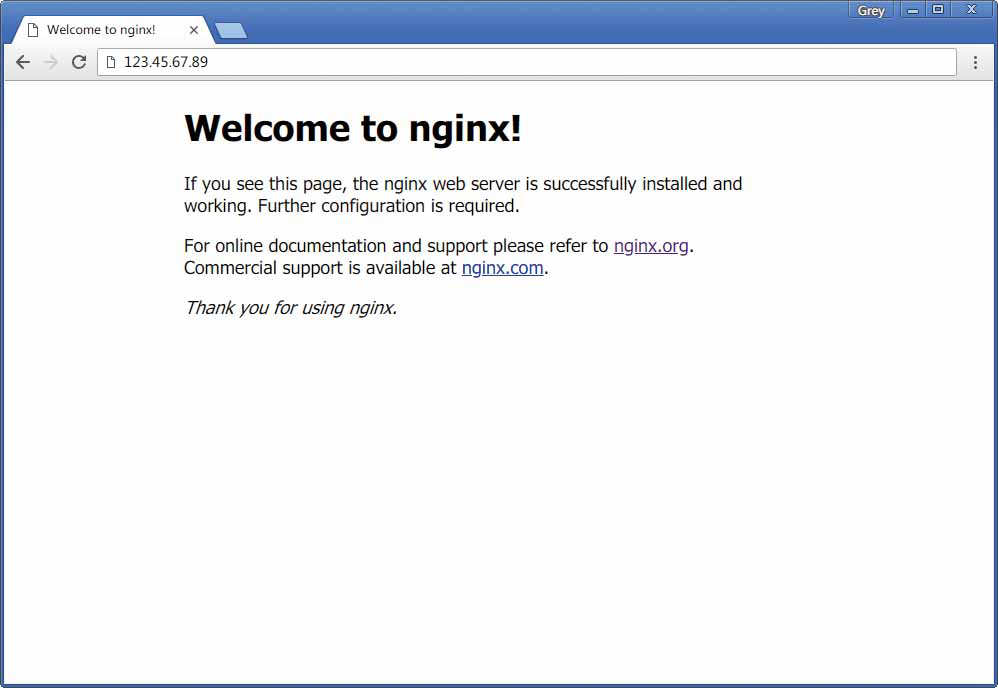 Grey
Welcome to nginx!
123.45.67.89
Welcome to nginx!
If you see this page, the nginx web server is successfully installed and
working. Further configuration is required.
For online documentation and support please refer to nginx.org.
Commercial support is available at nginx.com.
Thank you for using nginx.